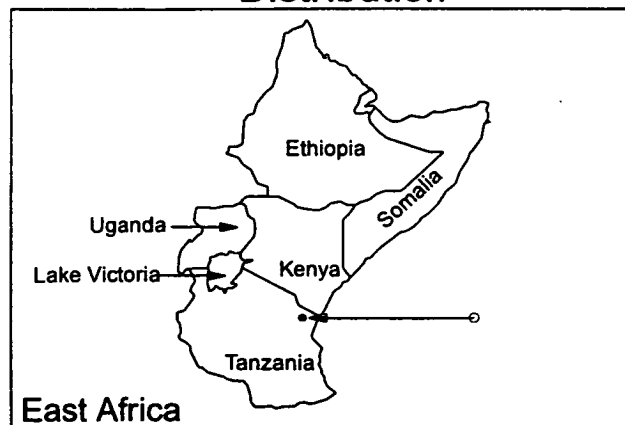 Distribution
Ethiopia
Somalia
Uganda
Lake Victoria
Kenya
Tanzania
East Africa